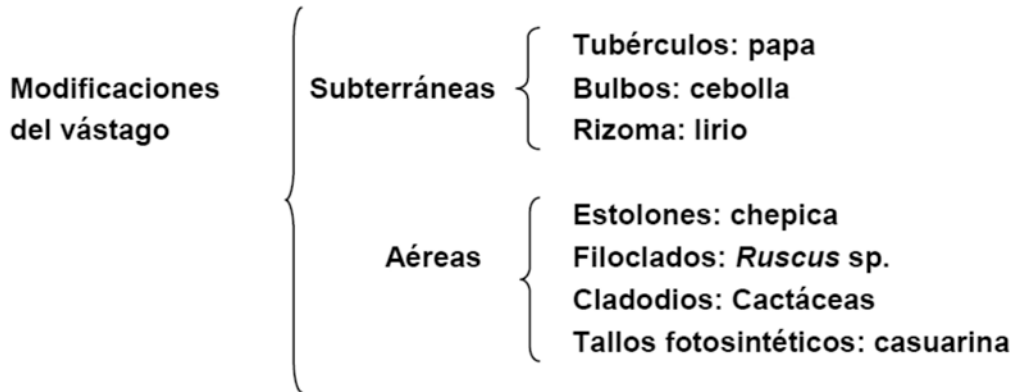 Modificaciones
del vástago
Subterráneas
Tubérculos: papa
Bulbos: cebolla
Rizoma: lirio
Aéreas
Estolones: chepica
Filoclados: Ruscus sp.
Cladodios: Cactáceas
Tallos fotosintéticos: casuarina